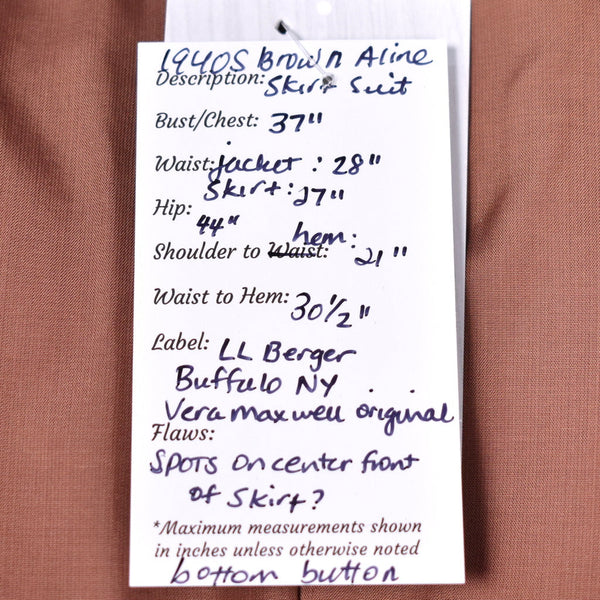 1940S Brown Aline
Description: Skirt Suit
Bust/Chest: 37"
Waist: jacket : 28"
Skirt: 27"
Hip: 44"
hem:
Shoulder to Waist: 21"
Waist to Hem: 30 1/2"
Label: LL Berger
Buffalo NY
Vera maxwell original
Flaws:
SPOTS On center front
of Skirt?
*Maximum measurements shown
in inches unless otherwise noted
bottom button